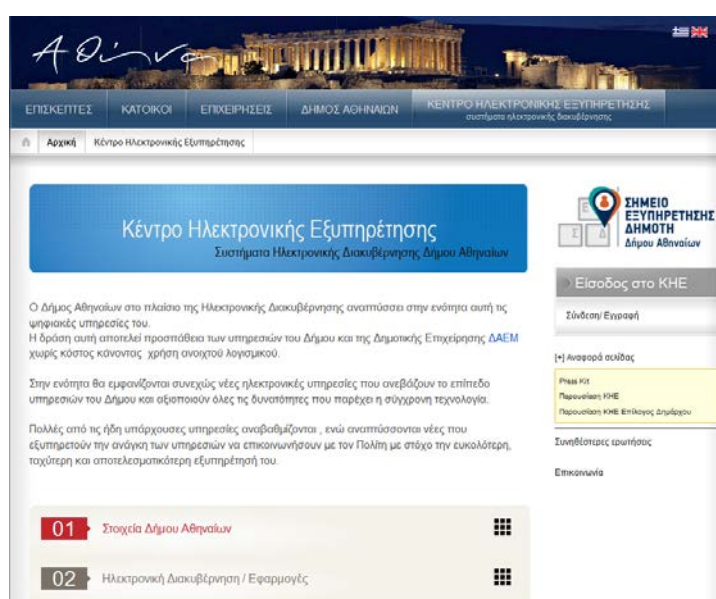 Αθήνα
ΕΠΙΣΚΕΠΤΕΣ ΚΑΤΟΙΚΟΙ ΕΠΙΧΕΙΡΗΣΕΙΣ ΔΗΜΟΣ ΑΘΗΝΑΙΩΝ ΚΕΝΤΡΟ ΗΛΕΚΤΡΟΝΙΚΗΣ ΕΞΥΠΗΡΕΤΗΣΗΣ
συστήματα ηλεκτρονικής διακυβέρνησης
Αρχική Κέντρο Ηλεκτρονικής Εξυπηρέτησης
Κέντρο Ηλεκτρονικής Εξυπηρέτησης
Συστήματα Ηλεκτρονικής Διακυβέρνησης Δήμου Αθηναίων
Ο Δήμος Αθηναίων στο πλαίσιο της Ηλεκτρονικής Διακυβέρνησης αναπτύσσει στην ενότητα αυτή τις
ψηφιακές υπηρεσίες του.
Η δράση αυτή αποτελεί προσπάθεια των υπηρεσιών του Δήμου και της Δημοτικής Επιχείρησης ΔΑΕΜ
χωρίς κόστος κάνοντας χρήση ανοιχτού λογισμικού.
Στην ενότητα θα εμφανίζονται συνεχώς νέες ηλεκτρονικές υπηρεσίες που ανεβάζουν το επίπεδο
υπηρεσιών του Δήμου και αξιοποιούν όλες τις δυνατότητες που παρέχει η σύγχρονη τεχνολογία.
Πολλές από τις ήδη υπάρχουσες υπηρεσίες αναβαθμίζονται , ενώ αναπτύσσονται νέες που
εξυπηρετούν την ανάγκη των υπηρεσιών να επικοινωνήσουν με τον Πολίτη με στόχο την ευκολότερη,
ταχύτερη και αποτελεσματικότερη εξυπηρέτησή του.
01 Στοιχεία Δήμου Αθηναίων
02 Ηλεκτρονική Διακυβέρνηση / Εφαρμογές
Ε
Σ Δ
ΣΗΜΕΙΟ
ΕΞΥΠΗΡΕΤΗΣΗΣ
ΔΗΜΟΤΗ
Δήμου Αθηναίων
Είσοδος στο ΚΗΕ
Σύνδεση/ Εγγραφή
[+] Αναφορά σελίδας
Press Kit
Παρουσίαση ΚΗΕ
Παρουσίαση ΚΗΕ Επίλογος Δημάρχου
Συνηθέστερες ερωτήσεις
Επικοινωνία